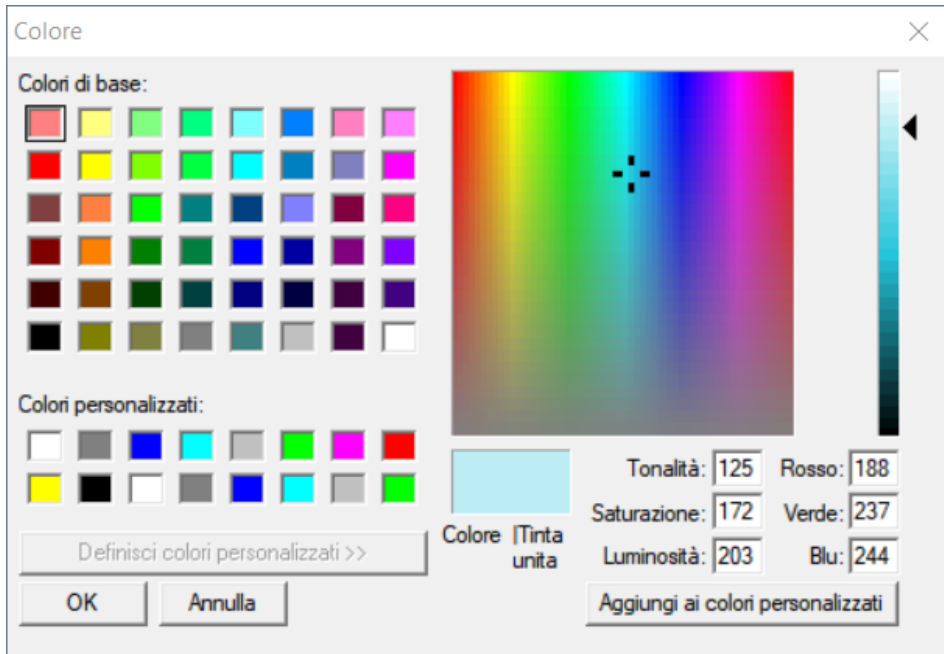 Colore
Colori di base:
Colori personalizzati:
Definisci colori personalizzati >>
OK Annulla
Colore |Tinta
unita
Tonalità: 125 Rosso: 188
Saturazione: 172 Verde: 237
Luminosità: 203 Blu: 244
Aggiungi ai colori personalizzati